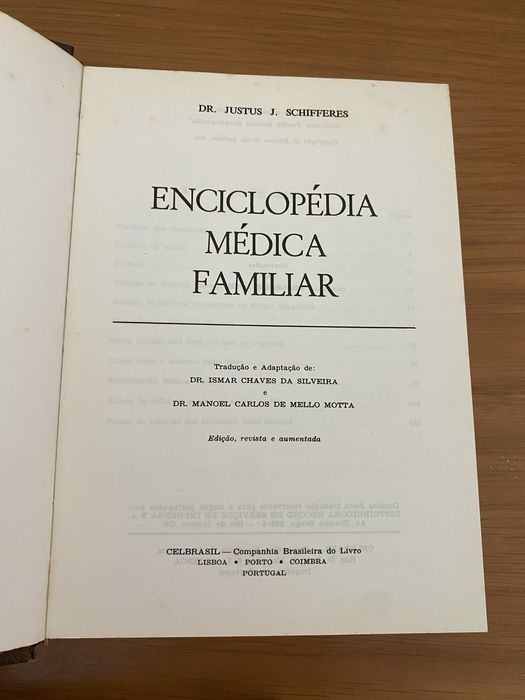 DR. JUSTUS J. SCHIFFERES
ENCICLOPÉDIA
MÉDICA
FAMILIAR
Tradução e Adaptação de:
DR. ISMAR CHAVES DA SILVEIRA
e
DR. MANOEL CARLOS DE MELLO MOTTA
Edição, revista e aumentada
CELBRASIL — Companhia Brasileira do Livro
LISBOA • PORTO • COIMBRA
PORTUGAL